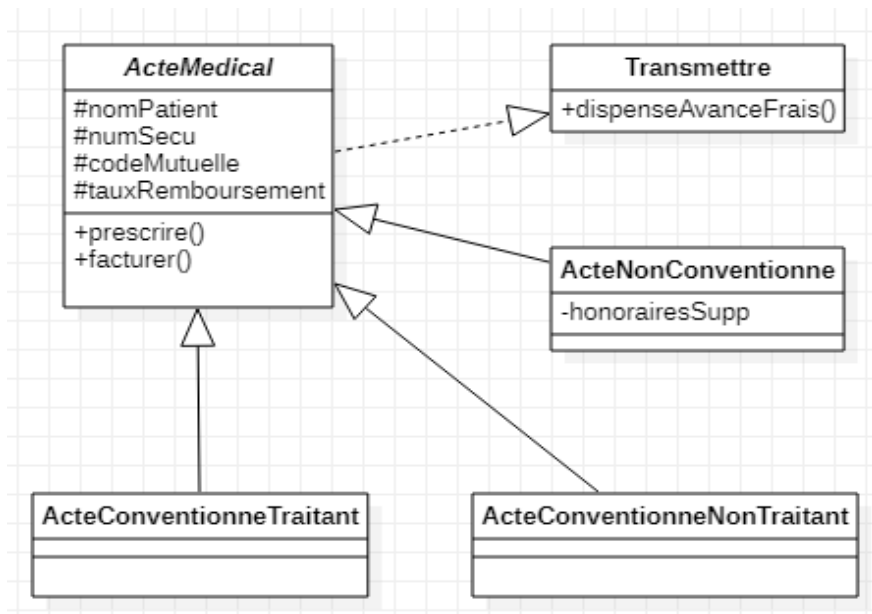 ActeMedical
#nomPatient
#numSecu
#codeMutuelle
#tauxRemboursement
+prescrire()
+facturer()
Transmettre
+dispenseAvanceFrais()
ActeNonConventionne
-honorairesSupp
ActeConventionneTraitant
ActeConventionneNonTraitant